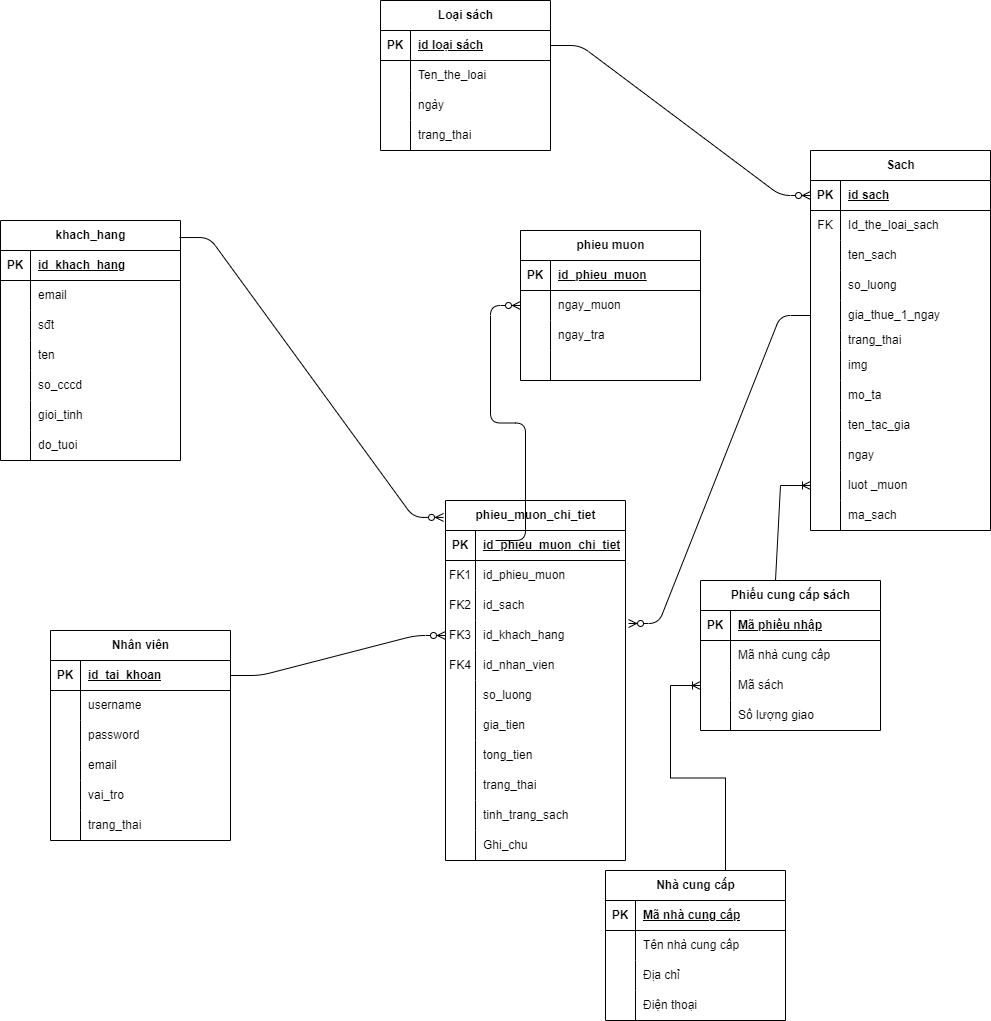 Loại sách
PK id loại sách
Ten_the_loai
ngày
trang_thai
Sach
PK id sach
FK Id_the_loai_sach
ten_sach
so_luong
gia_thue_1_ngay
trang_thai
img
mo_ta
ten_tac_gia
ngay
luot _muon
ma_sach
khach_hang
PK id_khach_hang
email
sđt
ten
so_cccd
gioi_tinh
do_tuoi
phieu muon
PK id_phieu_muon
ngay_muon
ngay_tra
phieu_muon_chi_tiet
PK id_phieu_muon_chi_tiet
FK1 id_phieu_muon
FK2 id_sach
FK3 id_khach_hang
FK4 id_nhan_vien
so_luong
gia_tien
tong_tien
trang_thai
tinh_trang_sach
Ghi_chu
Phiếu cung cấp sách
PK Mã phiếu nhập
Mã nhà cung cấp
Mã sách
Số lượng giao
Nhân viên
PK id_tai_khoan
username
password
email
vai_tro
trang_thai
Nhà cung cấp
PK Mã nhà cung cấp
Tên nhà cung cấp
Địa chỉ
Điện thoại